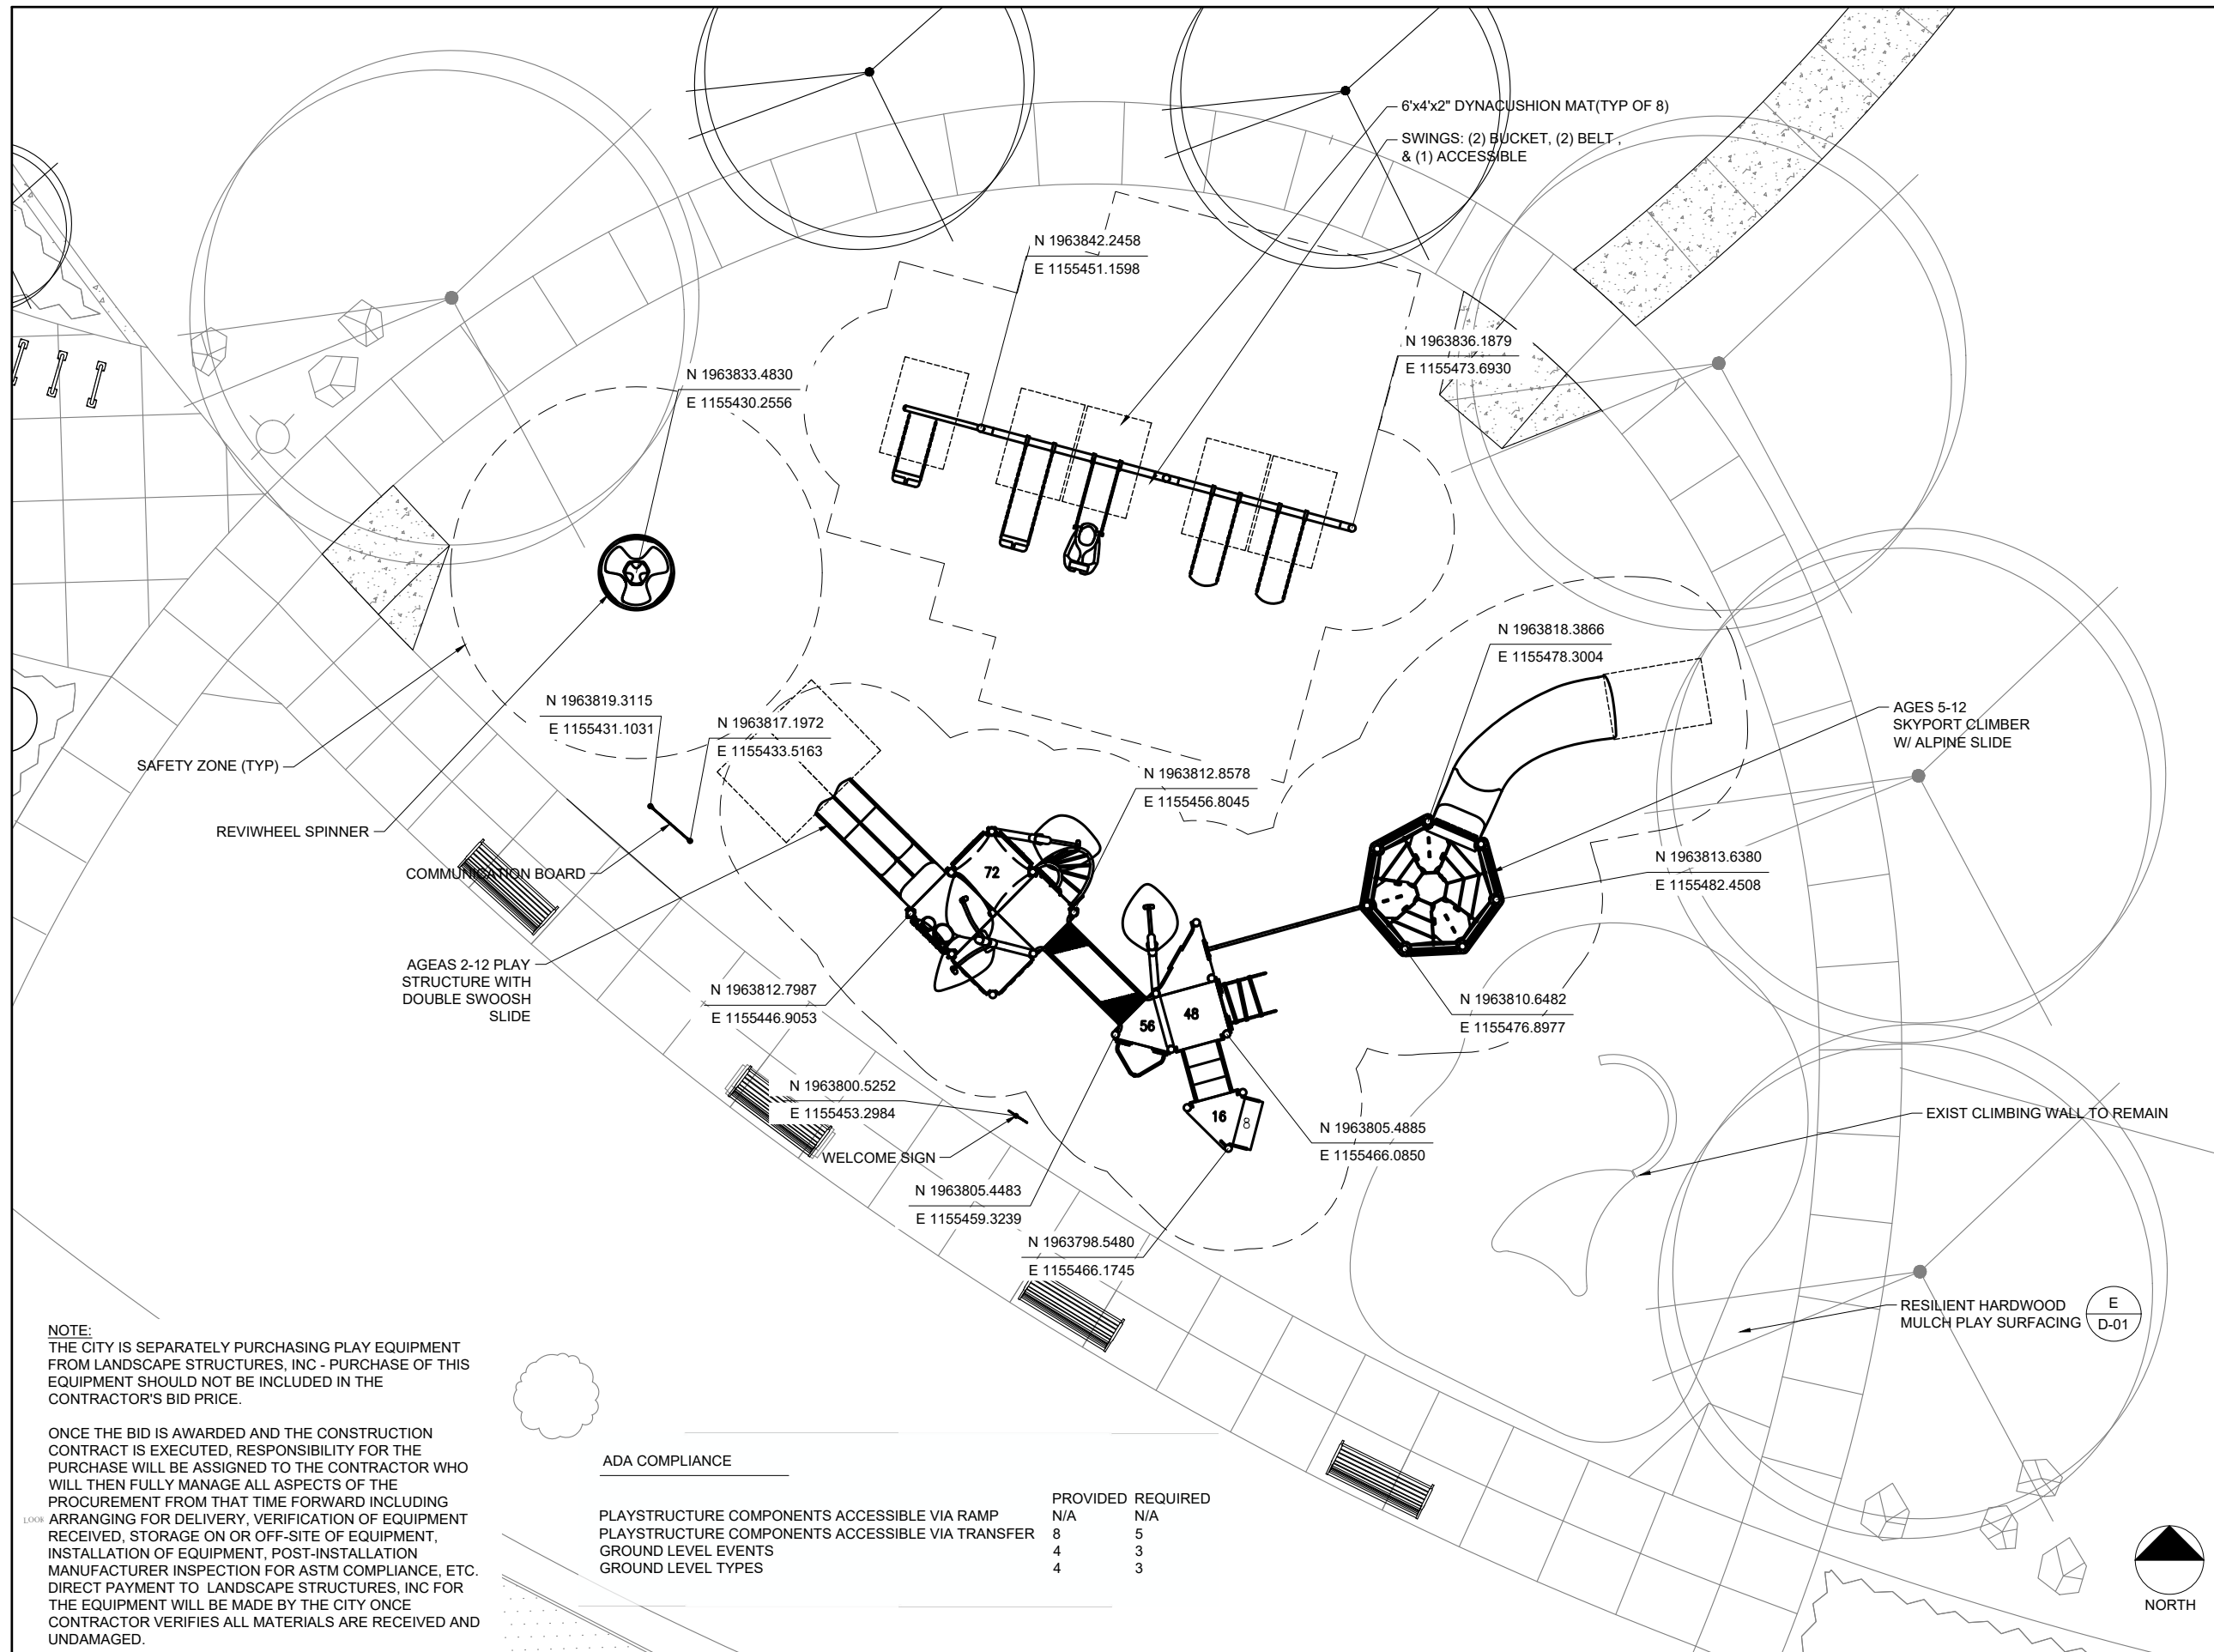 6'x4'x2" DYNACUSHION MAT(TYP OF 8)
SWINGS: (2) BUCKET, (2) BELT ,
& (1) ACCESSIBLE
N 1963842.2458
E 1155451.1598
N 1963836.1879
E 1155473.6930
N 1963833.4830
E 1155430.2556
N 1963818.3866
E 1155478.3004
N 1963819.3115
E 1155431.1031
N 1963817.1972
E 1155433.5163
AGES 5-12
SKYPORT CLIMBER
W/ ALPINE SLIDE
SAFETY ZONE (TYP)
N 1963812.8578
E 1155456.8045
REVIWHEEL SPINNER
COMMUNICATION BOARD
72
N 1963813.6380
E 1155482.4508
AGEAS 2-12 PLAY
STRUCTURE WITH
DOUBLE SWOOSH
SLIDE
N 1963812.7987
E 1155446.9053
56
48
N 1963810.6482
E 1155476.8977
N 1963800.5252
E 1155453.2984
16
8
N 1963805.4885
E 1155466.0850
EXIST CLIMBING WALL TO REMAIN
WELCOME SIGN
N 1963805.4483
E 1155459.3239
N 1963798.5480
E 1155466.1745
RESILIENT HARDWOOD
MULCH PLAY SURFACING
E
D-01
NOTE:
THE CITY IS SEPARATELY PURCHASING PLAY EQUIPMENT
FROM LANDSCAPE STRUCTURES, INC - PURCHASE OF THIS
EQUIPMENT SHOULD NOT BE INCLUDED IN THE
CONTRACTOR'S BID PRICE.
ONCE THE BID IS AWARDED AND THE CONSTRUCTION
CONTRACT IS EXECUTED, RESPONSIBILITY FOR THE
PURCHASE WILL BE ASSIGNED TO THE CONTRACTOR WHO
WILL THEN FULLY MANAGE ALL ASPECTS OF THE
PROCUREMENT FROM THAT TIME FORWARD INCLUDING
LOOK
ARRANGING FOR DELIVERY, VERIFICATION OF EQUIPMENT
RECEIVED, STORAGE ON OR OFF-SITE OF EQUIPMENT,
INSTALLATION OF EQUIPMENT, POST-INSTALLATION
MANUFACTURER INSPECTION FOR ASTM COMPLIANCE, ETC.
DIRECT PAYMENT TO LANDSCAPE STRUCTURES, INC FOR
THE EQUIPMENT WILL BE MADE BY THE CITY ONCE
CONTRACTOR VERIFIES ALL MATERIALS ARE RECEIVED AND
UNDAMAGED.
ADA COMPLIANCE
PROVIDED REQUIRED
PLAYSTRUCTURE COMPONENTS ACCESSIBLE VIA RAMP N/A N/A
PLAYSTRUCTURE COMPONENTS ACCESSIBLE VIA TRANSFER 8 5
GROUND LEVEL EVENTS 4 3
GROUND LEVEL TYPES 4 3
NORTH